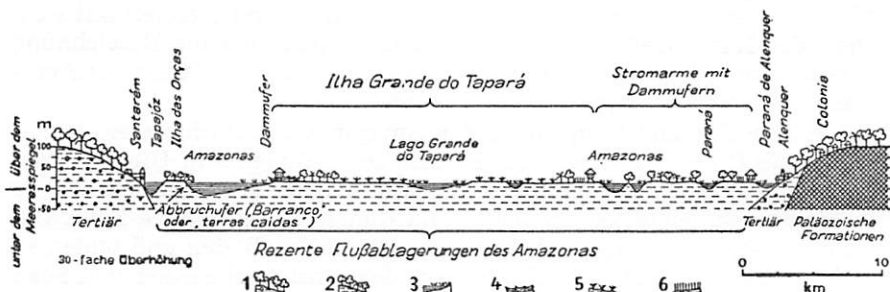 Ilha Grande do Tapará
Stromarme mit
Dammufern
Santarém
Tapajóz
Ilha das Onças
Dammufer
Paraná
Paraná de Alenquer
Alenquer
Colonia
m
100
50
0
-50
über dem
Meeresspiegel
unter dem
Amazonas
Lago Grande
do Tapará
Amazonas
Tertiär
Abbruchufer ("Barranco"
oder "terras caidas")
Tertiär
Paläozoische
Formationen
Rezente Flußablagerungen des Amazonas
30-fache Überhöhung
1 2 3 4 5 6
0 10
km